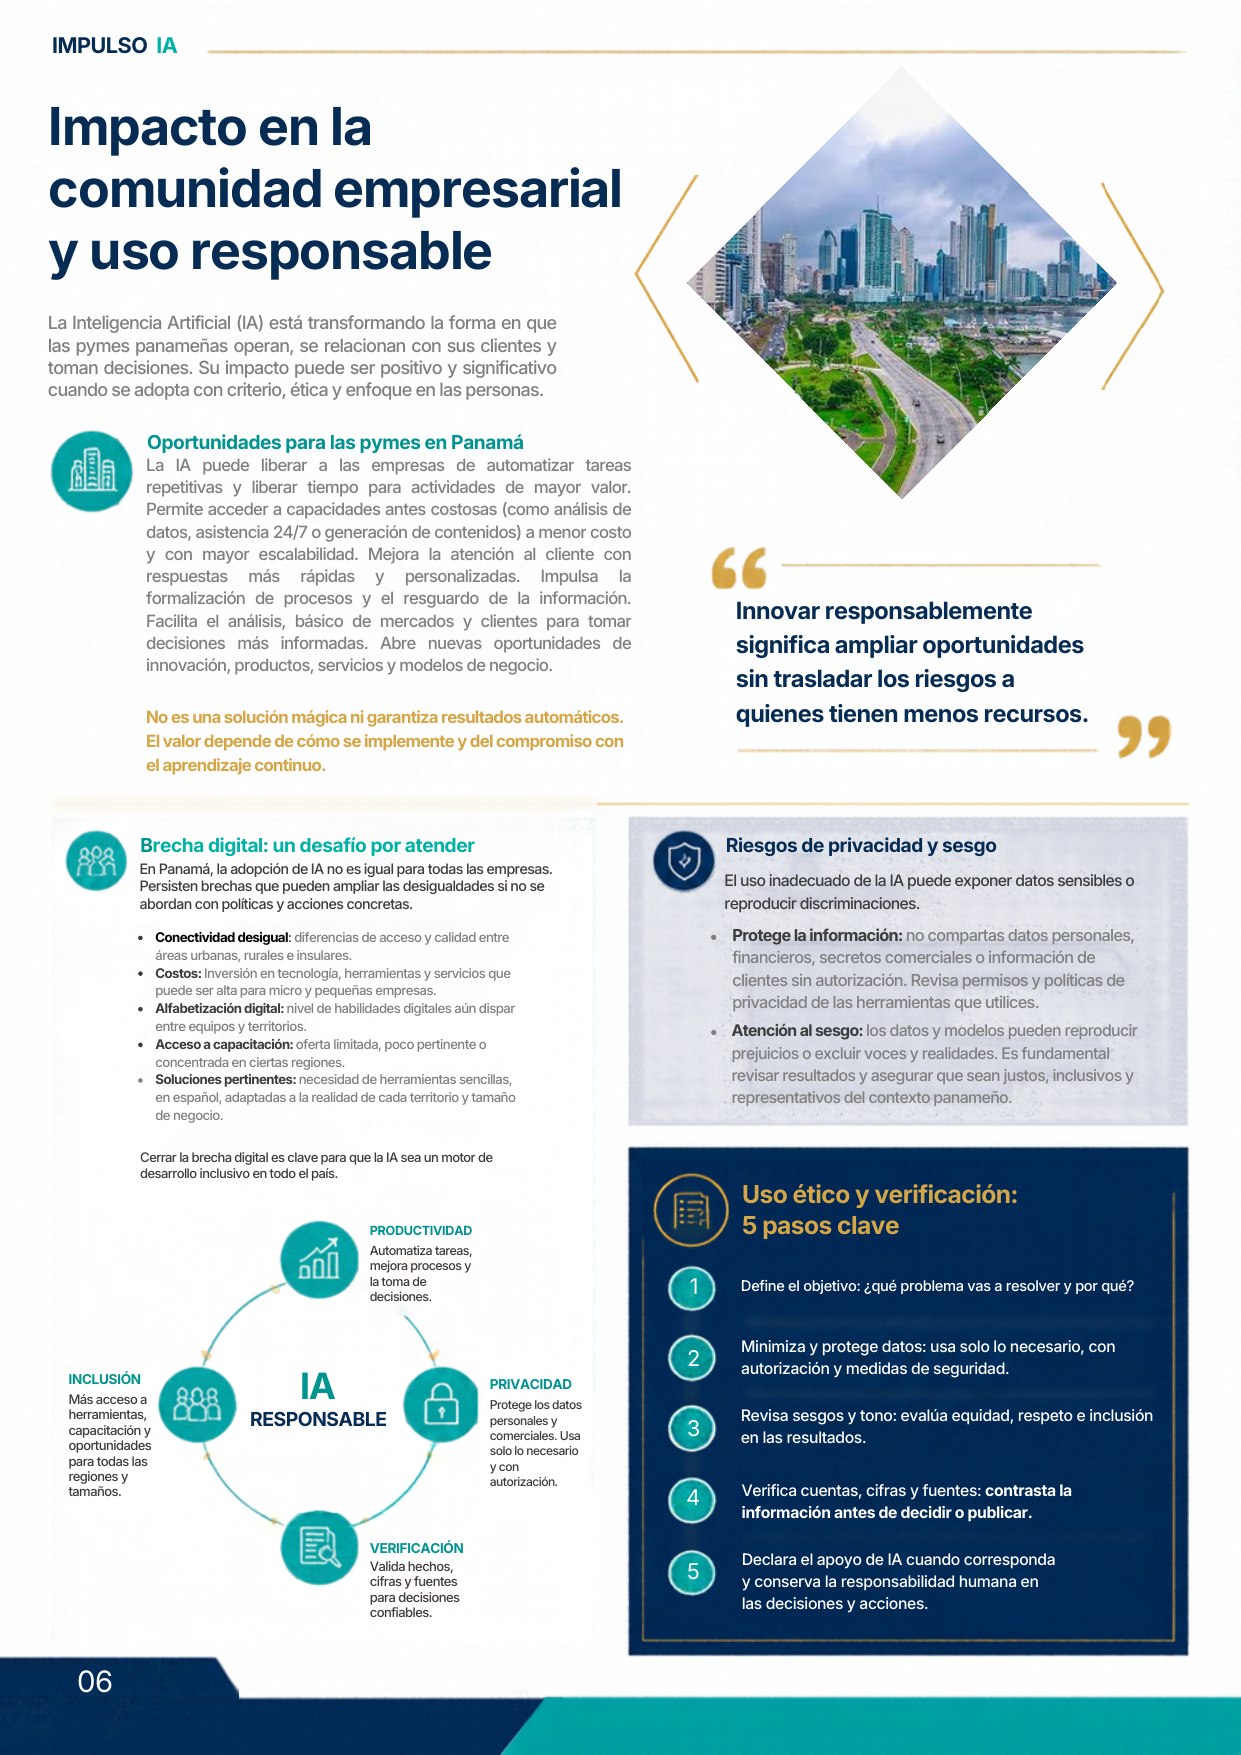 IMPULSO IA
Impacto en la
comunidad empresarial
y uso responsable
La Inteligencia Artificial (IA) está transformando la forma en que
las pymes panameñas operan, se relacionan con sus clientes y
toman decisiones. Su impacto puede ser positivo y significativo
cuando se adopta con criterio, ética y enfoque en las personas.
Oportunidades para las pymes en Panamá
La IA puede liberar a las empresas de automatizar tareas
repetitivas y liberar tiempo para actividades de mayor valor.
Permite acceder a capacidades antes costosas (como análisis de
datos, asistencia 24/7 o generación de contenidos) a menor costo
y con mayor escalabilidad. Mejora la atención al cliente con
respuestas más rápidas y personalizadas. Impulsa la
formalización de procesos y el resguardo de la información.
Facilita el análisis, básico de mercados y clientes para tomar
decisiones más informadas. Abre nuevas oportunidades de
innovación, productos, servicios y modelos de negocio.
No es una solución mágica ni garantiza resultados automáticos.
El valor depende de cómo se implemente y del compromiso con
el aprendizaje continuo.
“
Innovar responsablemente
significa ampliar oportunidades
sin trasladar los riesgos a
quienes tienen menos recursos.
”
Brecha digital: un desafío por atender
En Panamá, la adopción de IA no es igual para todas las empresas.
Persisten brechas que pueden ampliar las desigualdades si no se
abordan con políticas y acciones concretas.
• Conectividad desigual: diferencias de acceso y calidad entre
áreas urbanas, rurales e insulares.
• Costos: Inversión en tecnología, herramientas y servicios que
puede ser alta para micro y pequeñas empresas.
• Alfabetización digital: nivel de habilidades digitales aún dispar
entre equipos y territorios.
• Acceso a capacitación: oferta limitada, poco pertinente o
concentrada en ciertas regiones.
• Soluciones pertinentes: necesidad de herramientas sencillas,
en español, adaptadas a la realidad de cada territorio y tamaño
de negocio.
Cerrar la brecha digital es clave para que la IA sea un motor de
desarrollo inclusivo en todo el país.
PRODUCTIVIDAD
Automatiza tareas,
mejora procesos y
la toma de
decisiones.
INCLUSIÓN
Más acceso a
herramientas,
capacitación y
oportunidades
para todas las
regiones y
tamaños.
IA
RESPONSABLE
PRIVACIDAD
Protege los datos
personales y
comerciales. Usa
solo lo necesario
y con
autorización.
VERIFICACIÓN
Valida hechos,
cifras y fuentes
para decisiones
confiables.
Riesgos de privacidad y sesgo
El uso inadecuado de la IA puede exponer datos sensibles o
reproducir discriminaciones.
• Protege la información: no compartas datos personales,
financieros, secretos comerciales o información de
clientes sin autorización. Revisa permisos y políticas de
privacidad de las herramientas que utilices.
• Atención al sesgo: los datos y modelos pueden reproducir
prejuicios o excluir voces y realidades. Es fundamental
revisar resultados y asegurar que sean justos, inclusivos y
representativos del contexto panameño.
Uso ético y verificación:
5 pasos clave
1 Define el objetivo: ¿qué problema vas a resolver y por qué?
2 Minimiza y protege datos: usa solo lo necesario, con
autorización y medidas de seguridad.
3 Revisa sesgos y tono: evalúa equidad, respeto e inclusión
en las resultados.
4 Verifica cuentas, cifras y fuentes: contrasta la
información antes de decidir o publicar.
5 Declara el apoyo de IA cuando corresponda
y conserva la responsabilidad humana en
las decisiones y acciones.
06